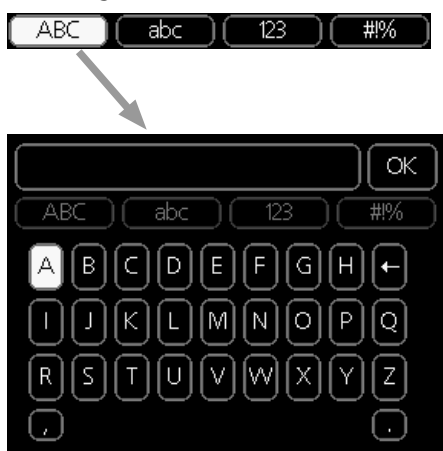 ABC abc 123 #!%
OK
ABC abc 123 #!%
A B C D E F G H ←
I J K L M N O P Q
R S T U V W X Y Z
, .